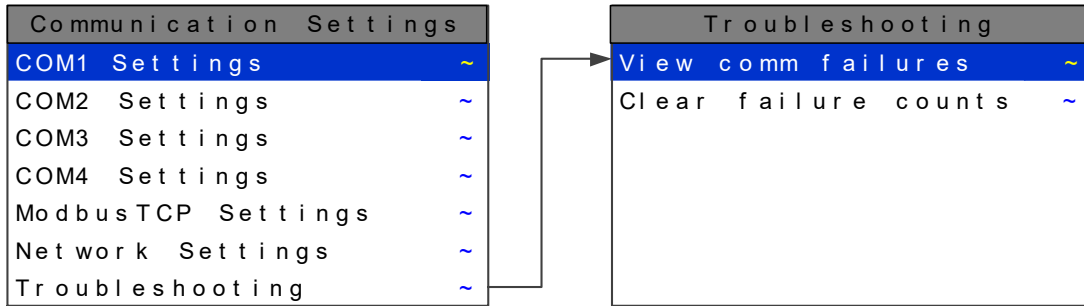 Communication Settings
COM1 Settings ~
COM2 Settings ~
COM3 Settings ~
COM4 Settings ~
ModbusTCP Settings ~
Network Settings ~
Troubleshooting ~
Troubleshooting
View comm failures ~
Clear failure counts ~